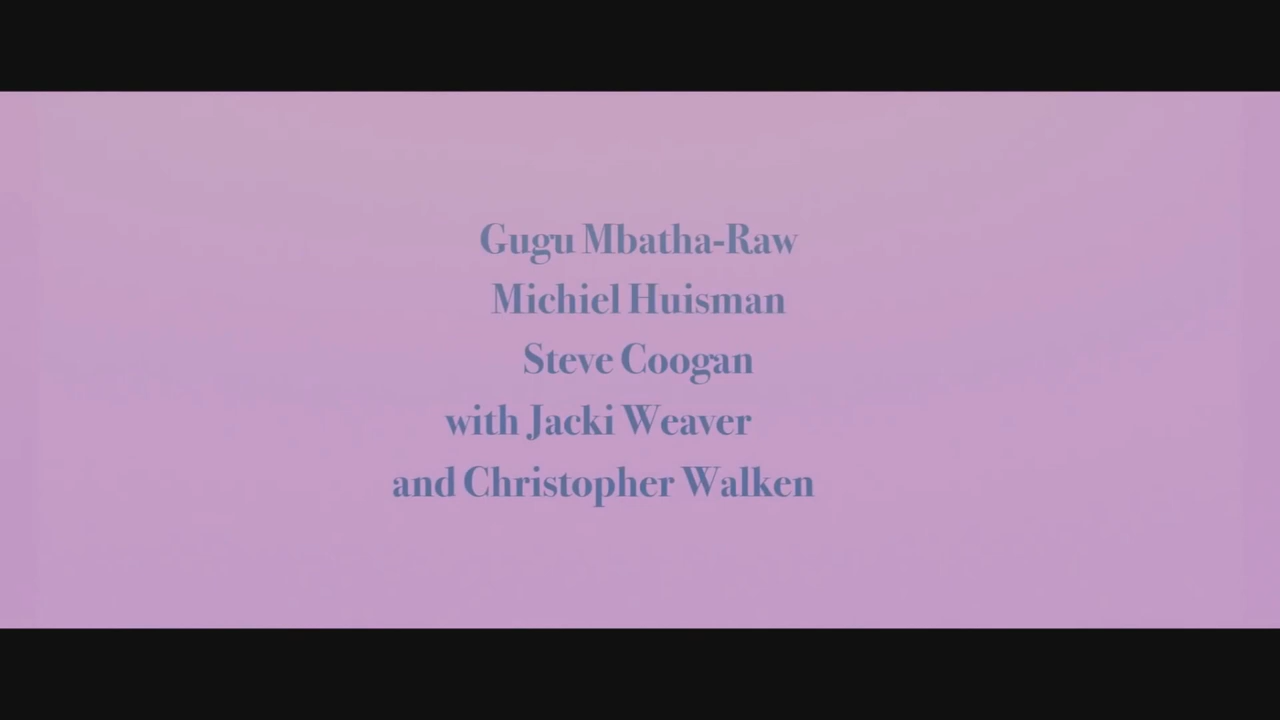 Gugu Mbatha-Raw
Michiel Huisman
Steve Coogan
with Jacki Weaver
and Christopher Walken